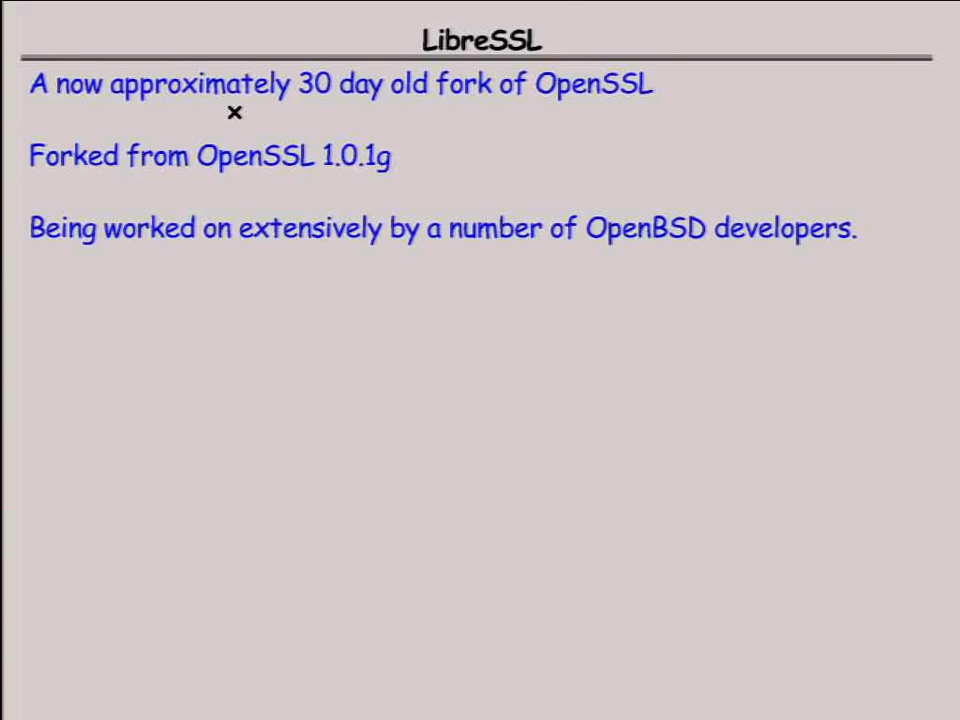 LibreSSL
A now approximately 30 day old fork of OpenSSL
Forked from OpenSSL 1.0.1g
Being worked on extensively by a number of OpenBSD developers.